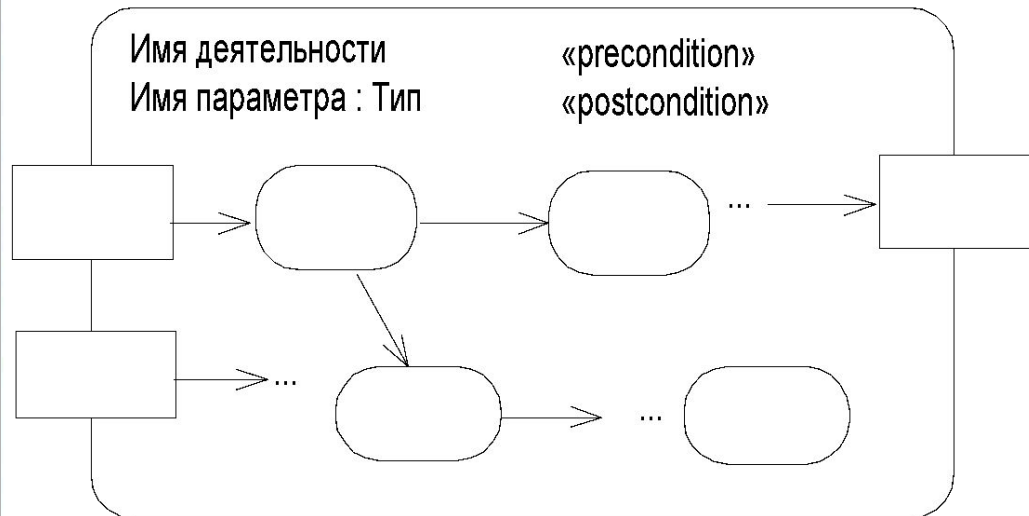 Имя деятельности «precondition»
Имя параметра : Тип «postcondition»
...
...
...